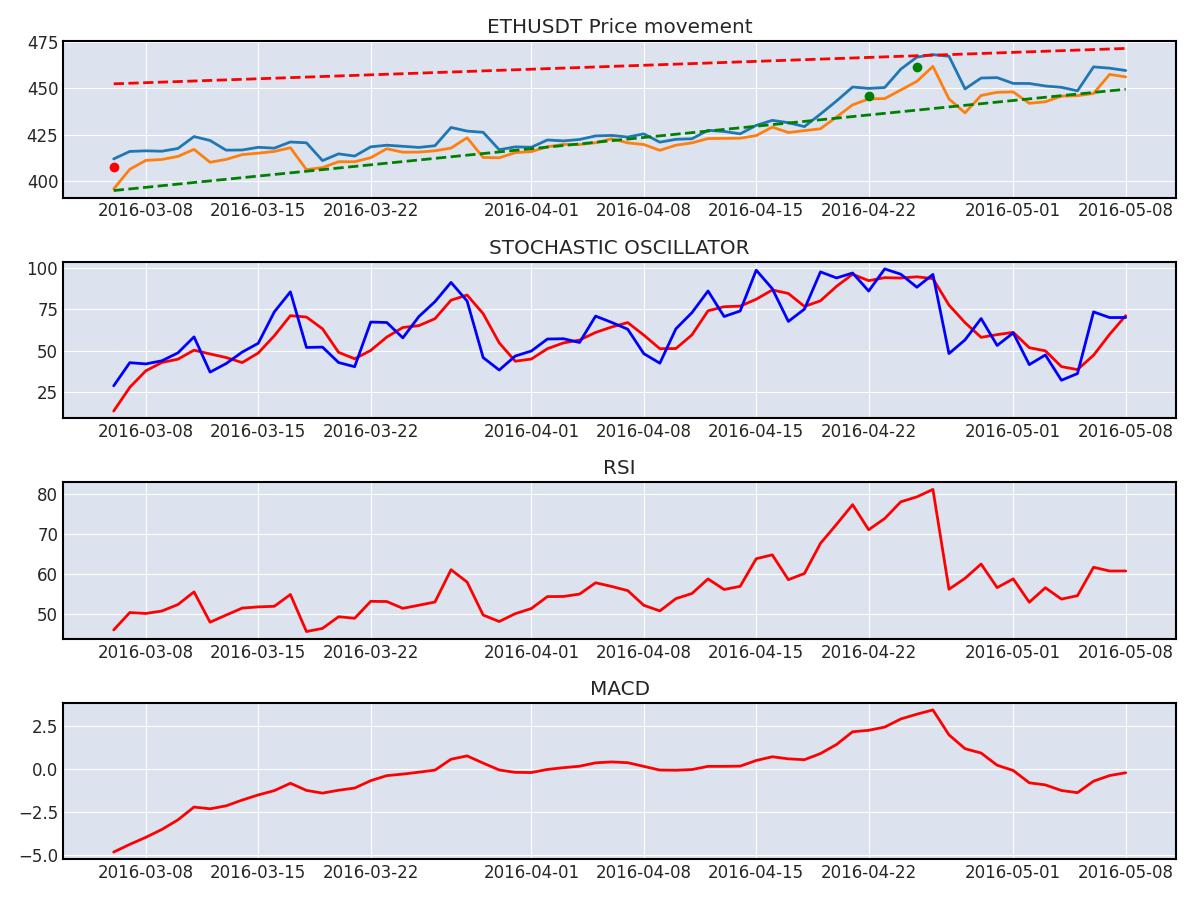 ETHUSDT Price movement
475
450
425
400
2016-03-08 2016-03-15 2016-03-22 2016-04-01 2016-04-08 2016-04-15 2016-04-22 2016-05-01 2016-05-08
STOCHASTIC OSCILLATOR
100
75
50
25
2016-03-08 2016-03-15 2016-03-22 2016-04-01 2016-04-08 2016-04-15 2016-04-22 2016-05-01 2016-05-08
RSI
80
70
60
50
2016-03-08 2016-03-15 2016-03-22 2016-04-01 2016-04-08 2016-04-15 2016-04-22 2016-05-01 2016-05-08
MACD
2.5
0.0
−2.5
−5.0
2016-03-08 2016-03-15 2016-03-22 2016-04-01 2016-04-08 2016-04-15 2016-04-22 2016-05-01 2016-05-08